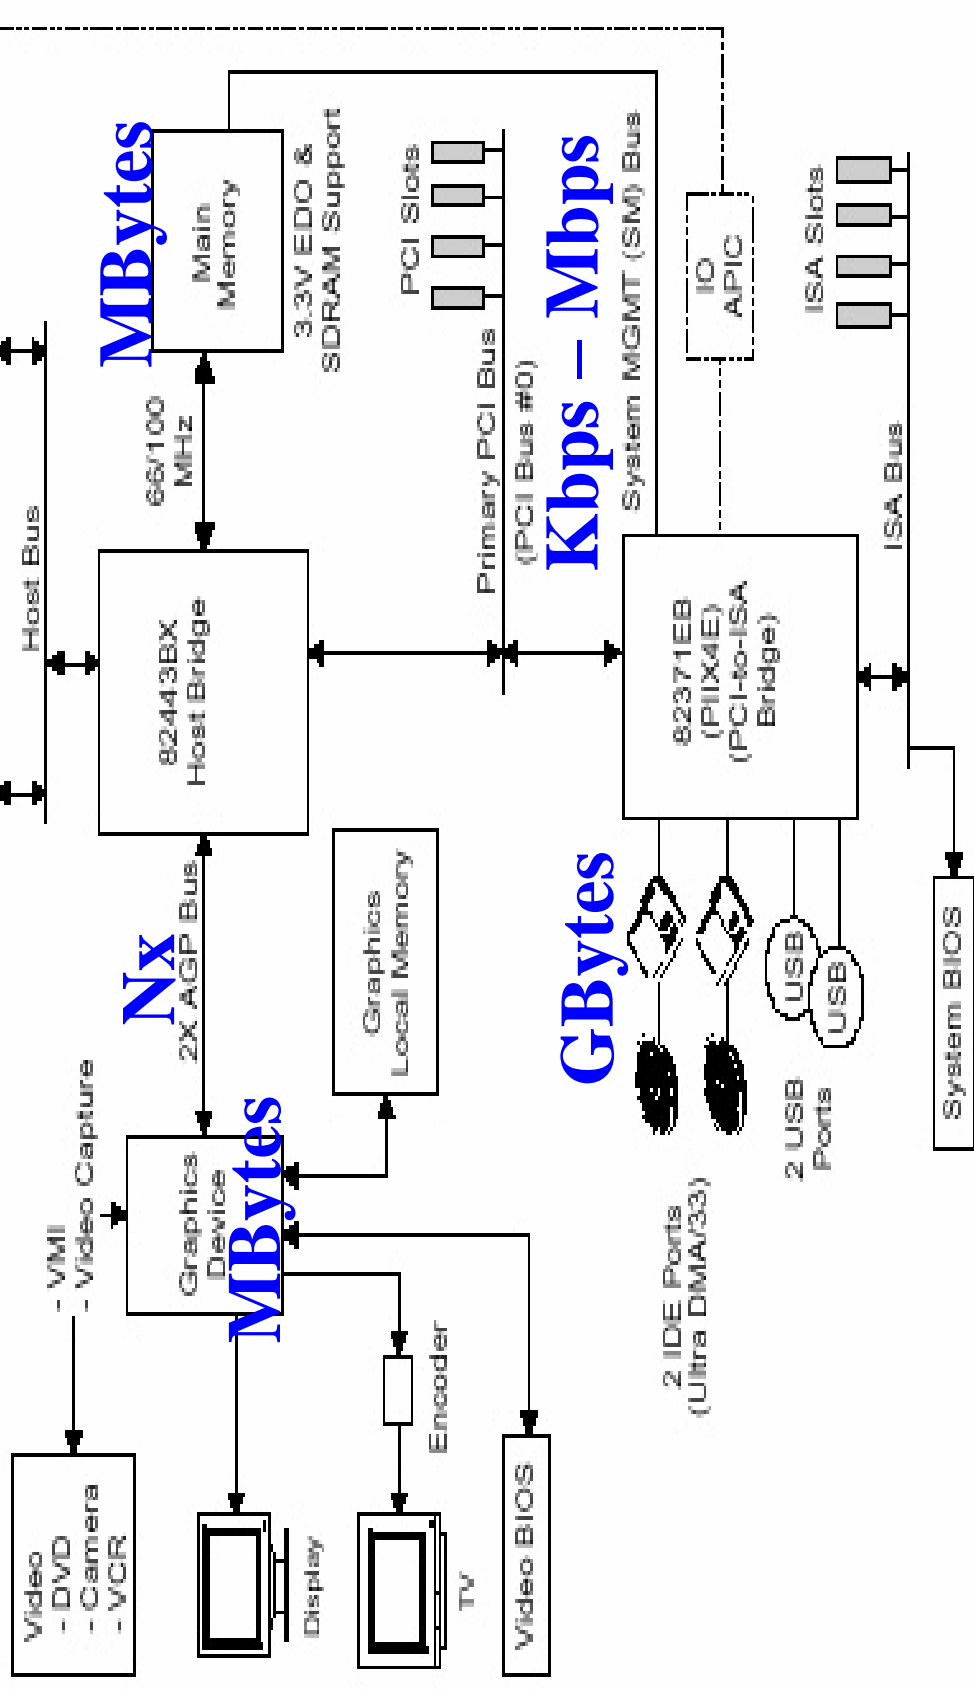 Host Bus
Video
- DVD
- Camera
- VCR
- VMI
- Video Capture
Nx
2X AGP Bus
82443BX
Host Bridge
66/100
MHz
MBytes
Main
Memory
3.3V EDO &
SDRAM Support
Graphics
Device
MBytes
Display
Graphics
Local Memory
Encoder
TV
PCI Slots
Primary PCI Bus
(PCI Bus #0)
Video BIOS
Kbps – Mbps
System MGMT (SM) Bus
GBytes
2 IDE Ports
(Ultra DMA/33)
82371EB
(PIIX4E)
(PCI-to-ISA
Bridge)
IO
APIC
USB
USB
2 USB
Ports
ISA Slots
ISA Bus
System BIOS